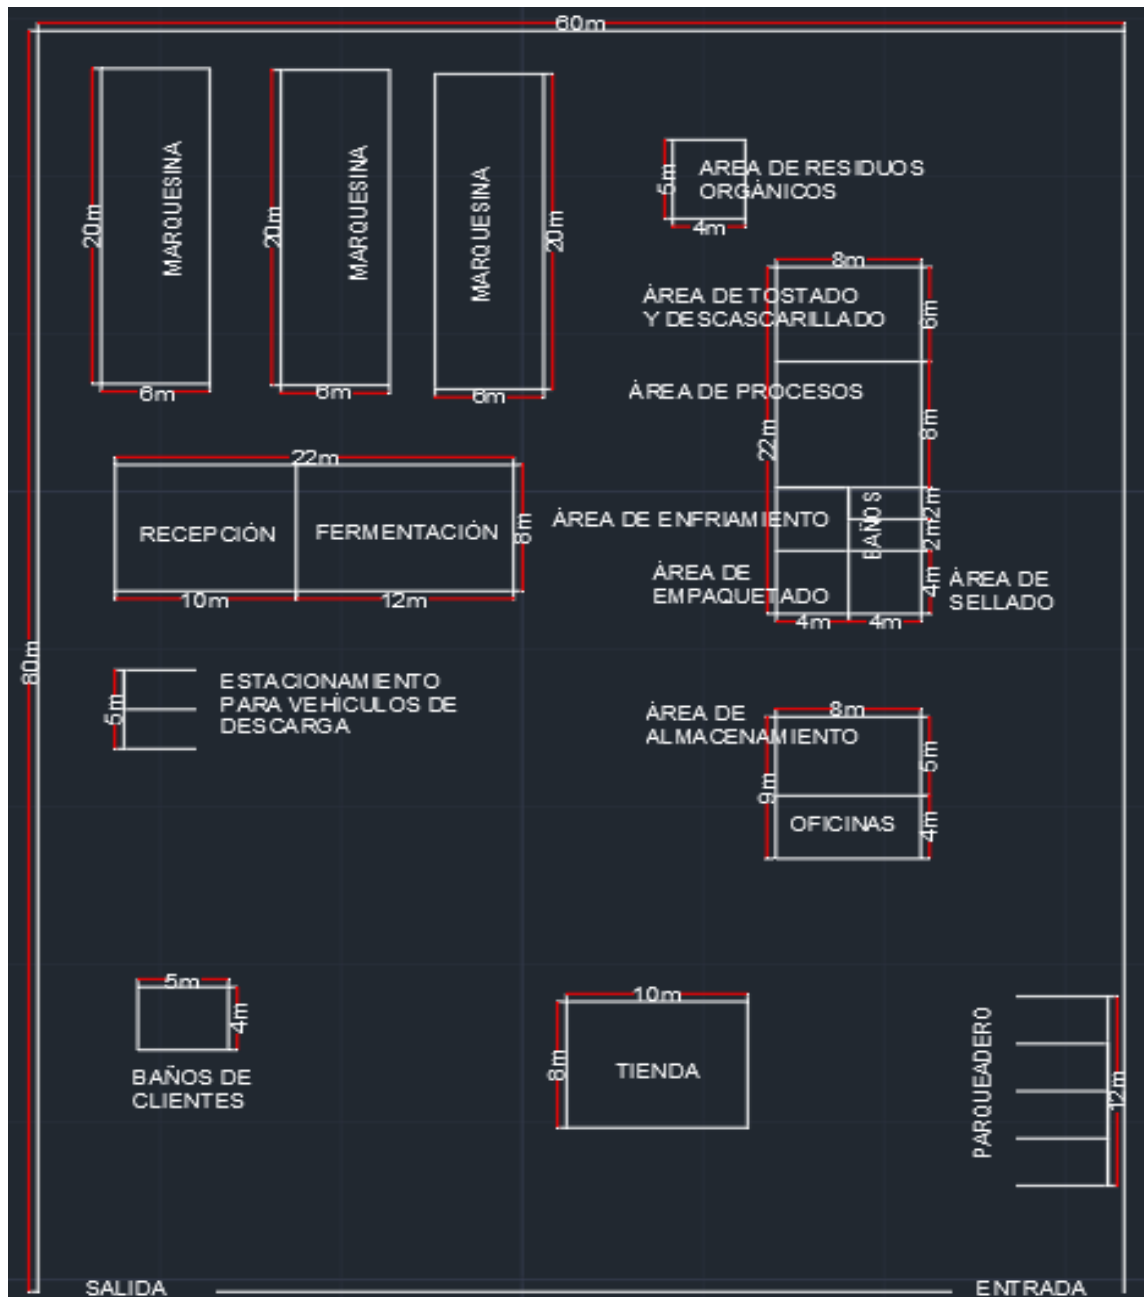 60m
MARQUESINA
20m
6m
MARQUESINA
20m
6m
MARQUESINA
20m
6m
AREA DE RESIDUOS
ORGÁNICOS
5m
4m
8m
ÁREA DE TOSTADO
Y DESCASCARILLADO
6m
ÁREA DE PROCESOS
8m
22m
ÁREA DE ENFRIAMIENTO
BAÑOS
2m
2m
ÁREA DE
EMPAQUETADO
4m
ÁREA DE
SELLADO
4m
4m
22m
RECEPCIÓN
FERMENTACIÓN
8m
10m
12m
80m
5m
ESTACIONAMIENTO
PARA VEHÍCULOS DE
DESCARGA
ÁREA DE
ALMACENAMIENTO
8m
5m
9m
OFICINAS
4m
5m
4m
BAÑOS DE
CLIENTES
10m
8m
TIENDA
PARQUEADERO
12m
SALIDA
ENTRADA